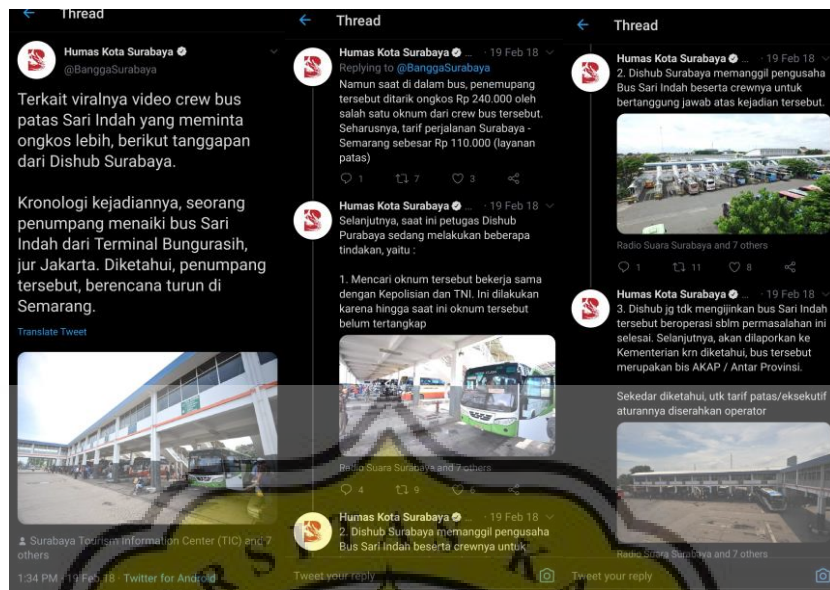 Thread
Humas Kota Surabaya
@BanggaSurabaya
Terkait viralnya video crew bus
patas Sari Indah yang meminta
ongkos lebih, berikut tanggapan
dari Dishub Surabaya.
Kronologi kejadiannya, seorang
penumpang menaiki bus Sari
Indah dari Terminal Bungurasih,
jur Jakarta. Diketahui, penumpang
tersebut, berencana turun di
Semarang.
Translate Tweet
Surabaya Tourism Information Center (TIC) and 7
others
1:34 PM · 19 Feb 18 · Twitter for Android
Thread
Humas Kota Surabaya ... · 19 Feb 18
Replying to @BanggaSurabaya
Namun saat di dalam bus, penemupang
tersebut ditarik ongkos Rp 240.000 oleh
salah satu oknum dari crew bus tersebut.
Seharusnya, tarif perjalanan Surabaya -
Semarang sebesar Rp 110.000 (layanan
patas)
1 7 3
Humas Kota Surabaya ... · 19 Feb 18
Selanjutnya, saat ini petugas Dishub
Purabaya sedang melakukan beberapa
tindakan, yaitu :
1. Mencari oknum tersebut bekerja sama
dengan Kepolisian dan TNI. Ini dilakukan
karena hingga saat ini oknum tersebut
belum tertangkap
Radio Suara Surabaya and 7 others
4 9 6
Humas Kota Surabaya ... · 19 Feb 18
2. Dishub Surabaya memanggil pengusaha
Bus Sari Indah beserta crewnya untuk
Tweet your reply
Thread
Humas Kota Surabaya ... · 19 Feb 18
2. Dishub Surabaya memanggil pengusaha
Bus Sari Indah beserta crewnya untuk
bertanggung jawab atas kejadian tersebut.
Radio Suara Surabaya and 7 others
1 11 8
Humas Kota Surabaya ... · 19 Feb 18
3. Dishub jg tdk mengijinkan bus Sari Indah
tersebut beroperasi sblm permasalahan ini
selesai. Selanjutnya, akan dilaporkan ke
Kementerian krn diketahui, bus tersebut
merupakan bis AKAP / Antar Provinsi.
Sekedar diketahui, utk tarif patas/eksekutif
aturannya diserahkan operator
Radio Suara Surabaya and 7 others
Tweet your reply
R S I K